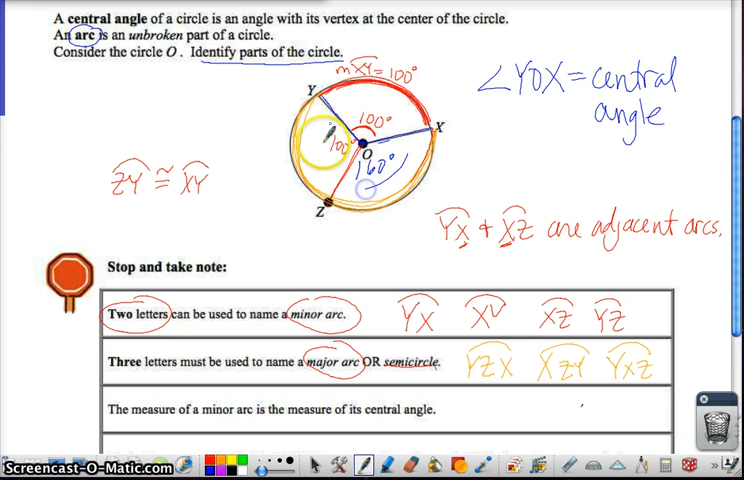 A central angle of a circle is an angle with its vertex at the center of the circle.
An arc is an unbroken part of a circle.
Consider the circle O. Identify parts of the circle.
mXY = 100°
∠YOX = central
angle
Y
100°
X
100°
O
160°
ZY ≅ XY
Z
YX + XZ are adjacent arcs.
Stop and take note:
Two letters can be used to name a minor arc. YX XY XZ YZ
Three letters must be used to name a major arc OR semicircle. YZX XZY YXZ
The measure of a minor arc is the measure of its central angle.
Screencast-O-Matic.com